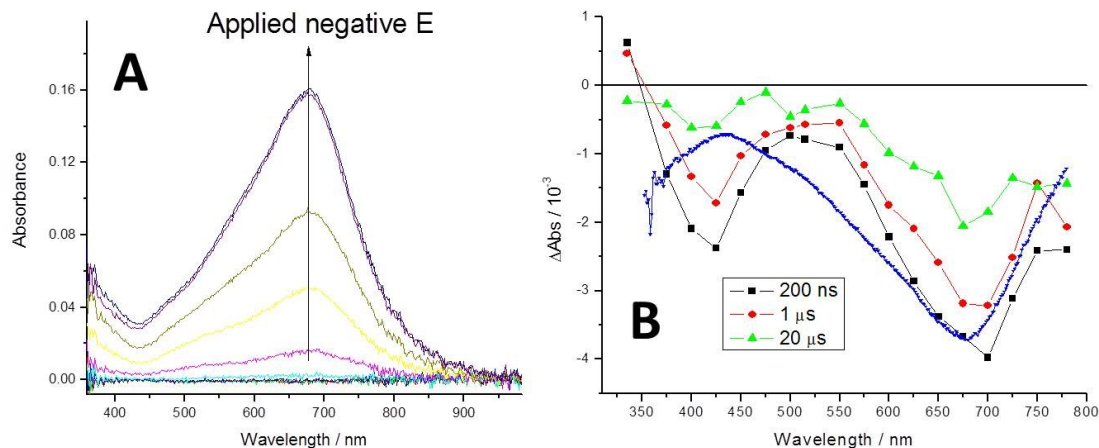 Applied negative E
A
Absorbance
0.16
0.12
0.08
0.04
0.00
400 500 600 700 800 900
Wavelength / nm
ΔAbs / 10⁻³
1
0
-1
-2
-3
-4
B
200 ns
1 μs
20 μs
350 400 450 500 550 600 650 700 750 800
Wavelength / nm